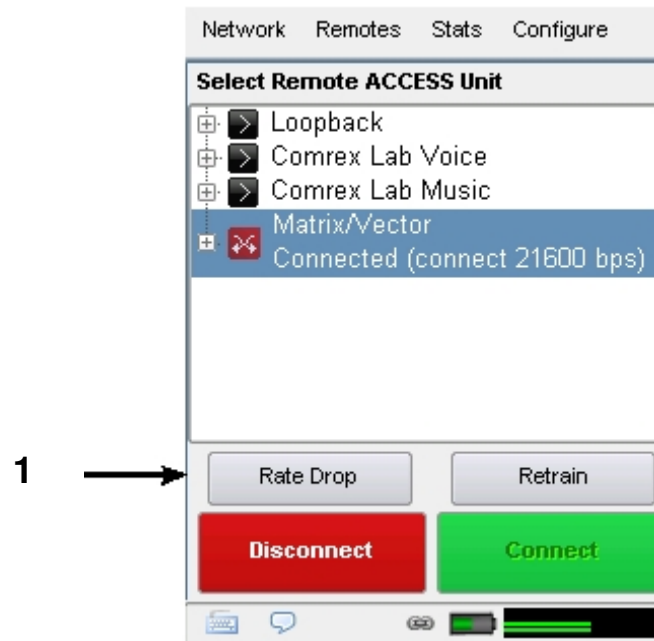 Network Remotes Stats Configure
Select Remote ACCESS Unit
Loopback
Comrex Lab Voice
Comrex Lab Music
Matrix/Vector
Connected (connect 21600 bps)
1
Rate Drop Retrain
Disconnect Connect